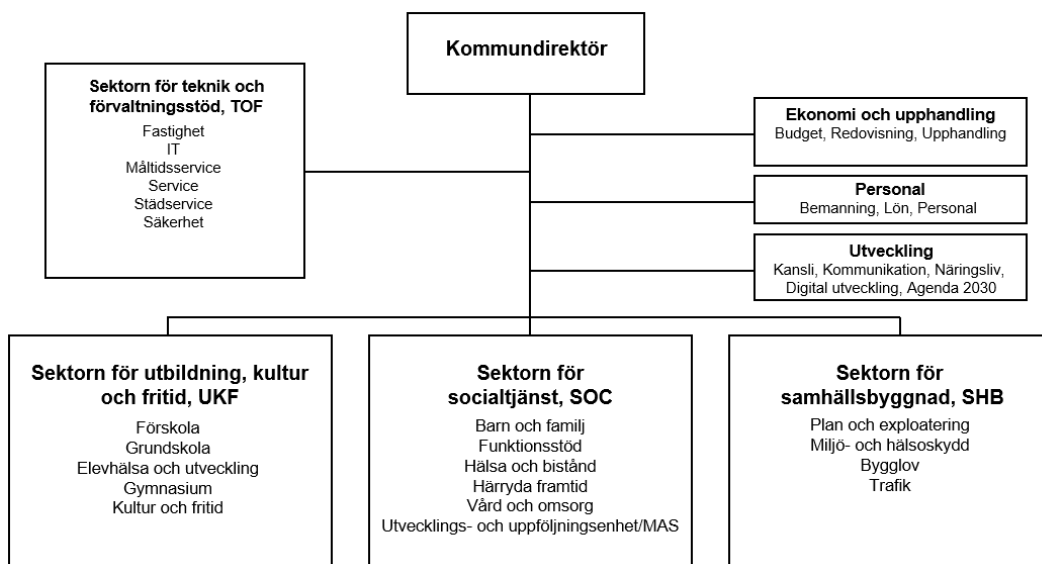 Kommundirektör
Sektorn för teknik och
förvaltningsstöd, TOF
Fastighet
IT
Måltidsservice
Service
Städservice
Säkerhet
Ekonomi och upphandling
Budget, Redovisning, Upphandling
Personal
Bemanning, Lön, Personal
Utveckling
Kansli, Kommunikation, Näringsliv,
Digital utveckling, Agenda 2030
Sektorn för utbildning, kultur
och fritid, UKF
Förskola
Grundskola
Elevhälsa och utveckling
Gymnasium
Kultur och fritid
Sektorn för
socialtjänst, SOC
Barn och familj
Funktionsstöd
Hälsa och bistånd
Härryda framtid
Vård och omsorg
Utvecklings- och uppföljningsenhet/MAS
Sektorn för
samhällsbyggnad, SHB
Plan och exploatering
Miljö- och hälsoskydd
Bygglov
Trafik